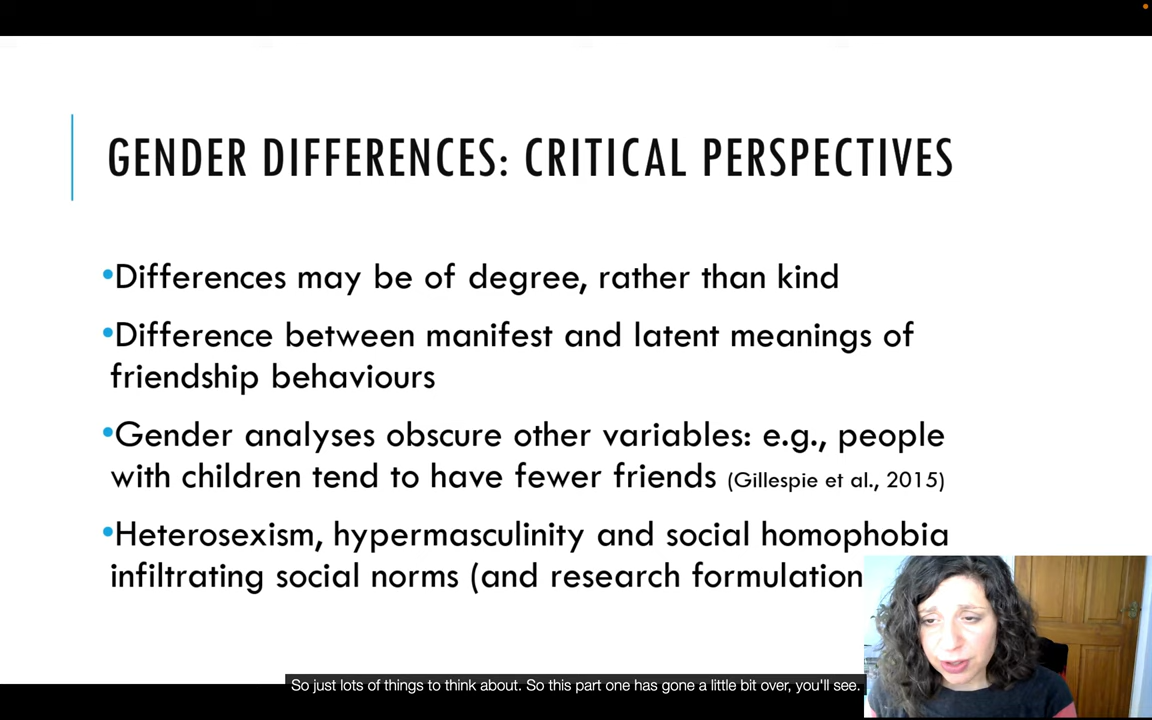 GENDER DIFFERENCES: CRITICAL PERSPECTIVES
•Differences may be of degree, rather than kind
•Difference between manifest and latent meanings of
friendship behaviours
•Gender analyses obscure other variables: e.g., people
with children tend to have fewer friends (Gillespie et al., 2015)
•Heterosexism, hypermasculinity and social homophobia
infiltrating social norms (and research formulation
So just lots of things to think about. So this part one has gone a little bit over, you'll see.